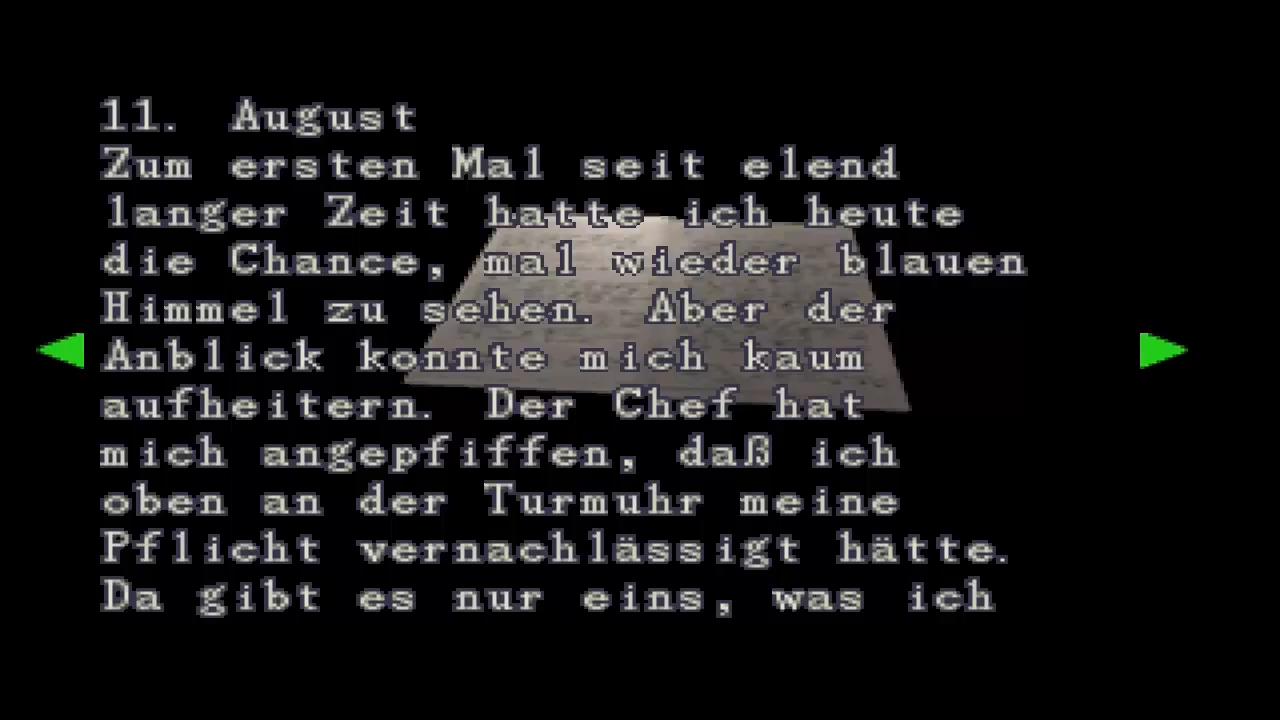 11. August
Zum ersten Mal seit elend
langer Zeit hatte ich heute
die Chance, mal wieder blauen
Himmel zu sehen. Aber der
Anblick konnte mich kaum
aufheitern. Der Chef hat
mich angepfiffen, daß ich
oben an der Turmuhr meine
Pflicht vernachlässigt hätte.
Da gibt es nur eins, was ich